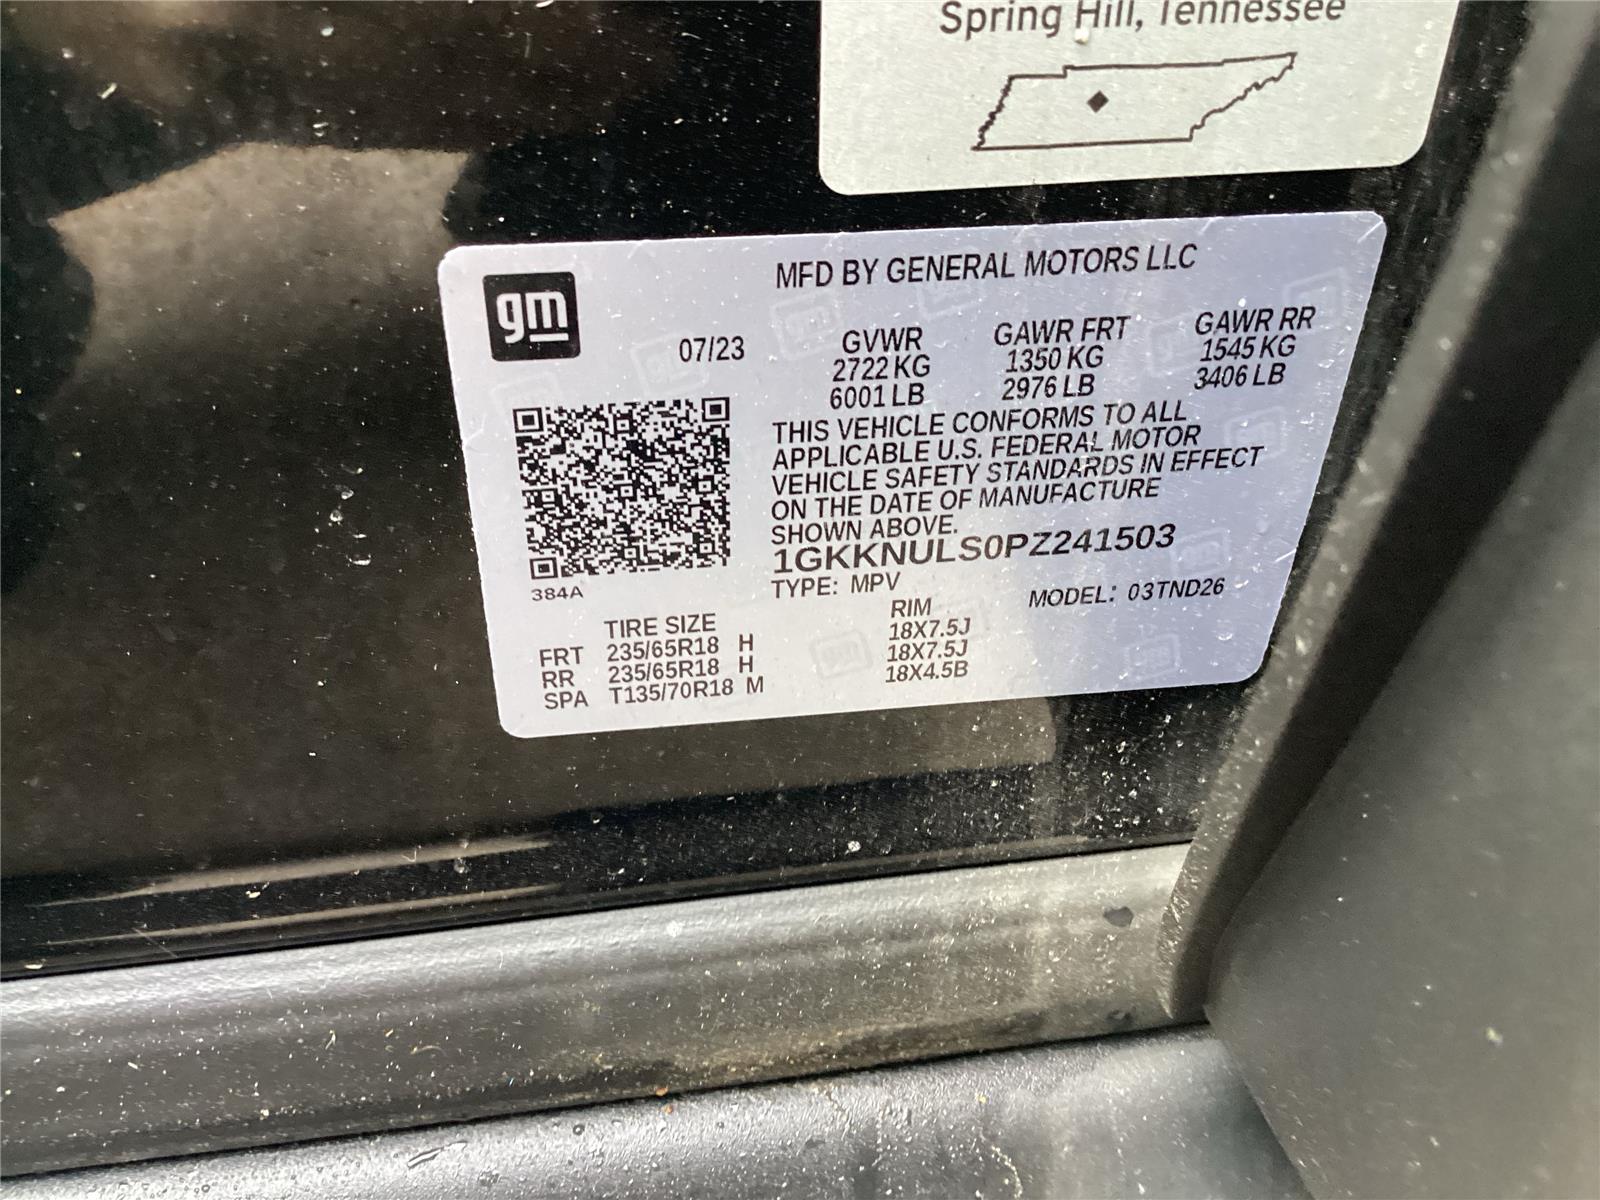 Spring Hill, Tennessee
gm
MFD BY GENERAL MOTORS LLC
07/23
GVWR GAWR FRT GAWR RR
2722 KG 1350 KG 1545 KG
6001 LB 2976 LB 3406 LB
THIS VEHICLE CONFORMS TO ALL
APPLICABLE U.S. FEDERAL MOTOR
VEHICLE SAFETY STANDARDS IN EFFECT
ON THE DATE OF MANUFACTURE
SHOWN ABOVE.
1GKKNULS0PZ241503
384A
TYPE: MPV MODEL: 03TND26
TIRE SIZE RIM
FRT 235/65R18 H 18X7.5J
RR 235/65R18 H 18X7.5J
SPA T135/70R18 M 18X4.5B